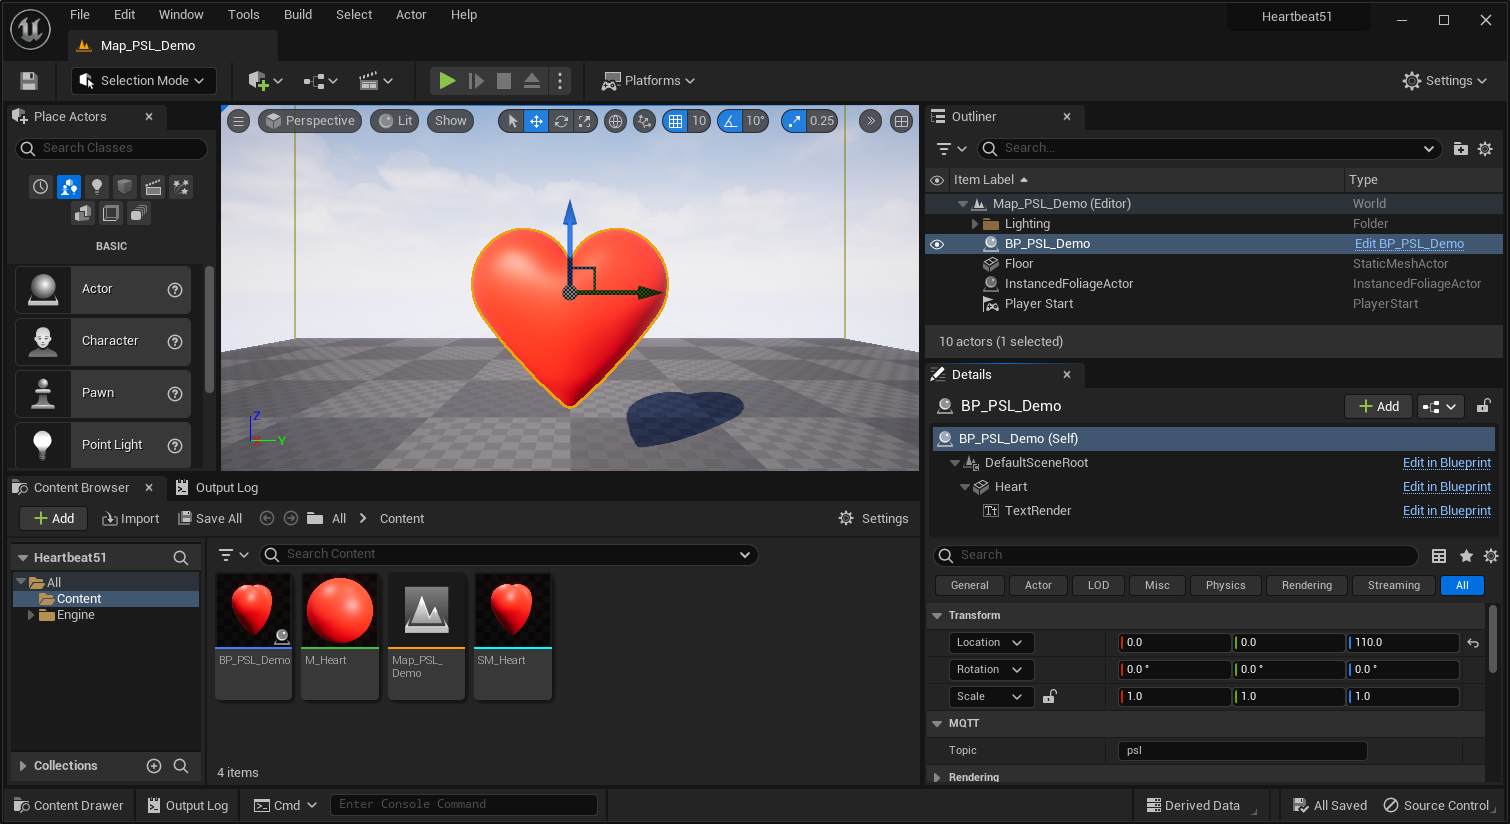 File Edit Window Tools Build Select Actor Help
Heartbeat51
Map_PSL_Demo
Selection Mode
Platforms
Settings
Place Actors
Search Classes
BASIC
Actor
Character
Pawn
Point Light
Perspective Lit Show 10 10° 0.25
Z
Y
Outliner
Search...
Item Label Type
Map_PSL_Demo (Editor) World
Lighting Folder
BP_PSL_Demo Edit BP_PSL_Demo
Floor StaticMeshActor
InstancedFoliageActor InstancedFoliageActor
Player Start PlayerStart
10 actors (1 selected)
Details
BP_PSL_Demo
Add
BP_PSL_Demo (Self)
DefaultSceneRoot Edit in Blueprint
Heart Edit in Blueprint
TextRender Edit in Blueprint
Search
General Actor LOD Misc Physics Rendering Streaming All
Transform
Location 0.0 0.0 110.0
Rotation 0.0 ° 0.0 ° 0.0 °
Scale 1.0 1.0 1.0
MQTT
Topic psl
Rendering
Content Browser Output Log
Add Import Save All All Content Settings
Heartbeat51
All
Content
Engine
Collections
Search Content
BP_PSL_Demo
M_Heart
Map_PSL_
Demo
SM_Heart
4 items
Content Drawer Output Log Cmd Enter Console Command Derived Data All Saved Source Control